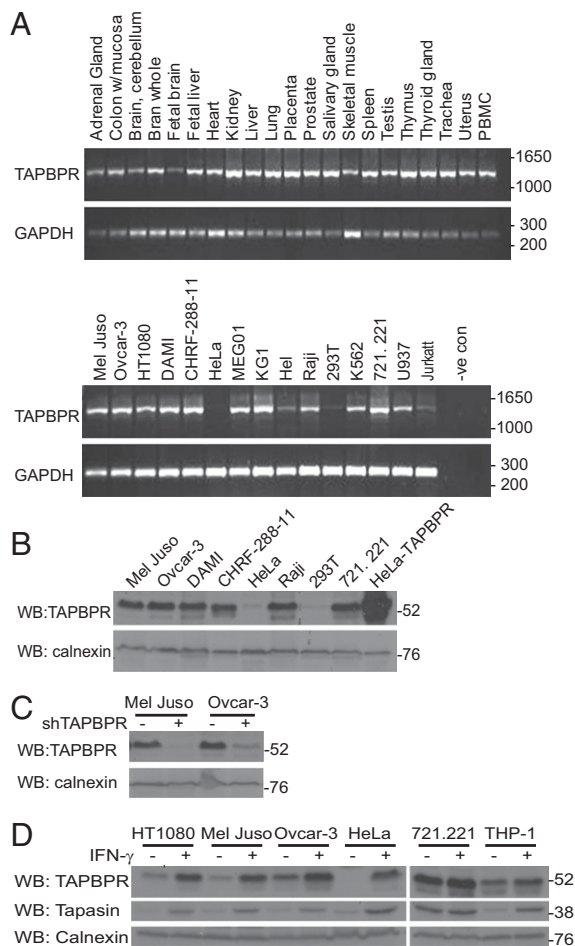 A
Adrenal Gland
Colon w/mucosa
Brain, cerebellum
Bran whole
Fetal brain
Fetal liver
Heart
Kidney
Liver
Lung
Placenta
Prostate
Salivary gland
Skeletal muscle
Spleen
Testis
Thymus
Thyroid gland
Trachea
Uterus
PBMC
TAPBPR
-1650
-1000
GAPDH
- 300
- 200
Mel Juso
Ovcar-3
HT1080
DAMI
CHRF-288-11
HeLa
MEG01
KG1
Hel
Raji
293T
K562
721. 221
U937
Jurkatt
-ve con
TAPBPR
-1650
- 1000
GAPDH
- 300
- 200
B
Mel Juso
Ovcar-3
DAMI
CHRF-288-11
HeLa
Raji
293T
721. 221
HeLa-TAPBPR
WB:TAPBPR
-52
WB: calnexin
-76
C
Mel Juso Ovcar-3
shTAPBPR - + - +
WB:TAPBPR
-52
WB: calnexin
-76
D
HT1080 Mel Juso Ovcar-3 HeLa 721.221 THP-1
IFN-γ - + - + - + - + - + - +
WB: TAPBPR
-52
WB: Tapasin
-38
WB: Calnexin
-76